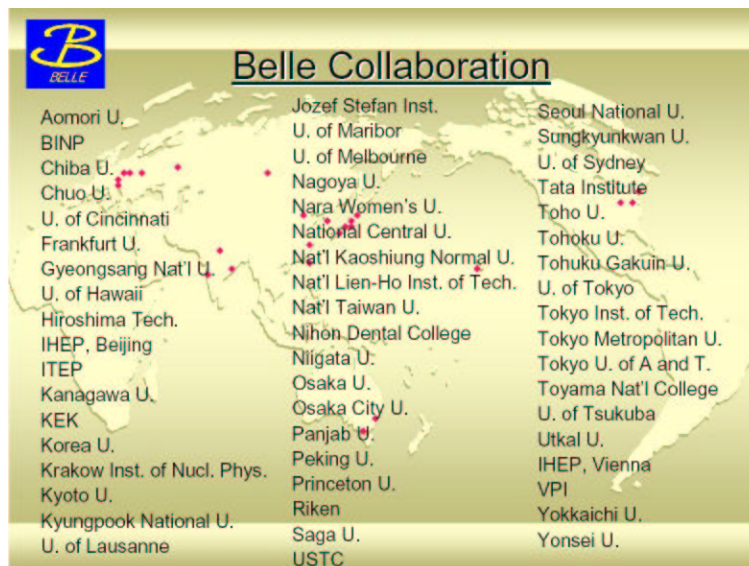 B
BELLE
Belle Collaboration
Aomori U.
BINP
Chiba U.
Chuo U.
U. of Cincinnati
Frankfurt U.
Gyeongsang Nat'l U.
U. of Hawaii
Hiroshima Tech.
IHEP, Beijing
ITEP
Kanagawa U.
KEK
Korea U.
Krakow Inst. of Nucl. Phys.
Kyoto U.
Kyungpook National U.
U. of Lausanne
Jozef Stefan Inst.
U. of Maribor
U. of Melbourne
Nagoya U.
Nara Women's U.
National Central U.
Nat'l Kaoshiung Normal U.
Nat'l Lien-Ho Inst. of Tech.
Nat'l Taiwan U.
Nihon Dental College
Niigata U.
Osaka U.
Osaka City U.
Panjab U.
Peking U.
Princeton U.
Riken
Saga U.
USTC
Seoul National U.
Sungkyunkwan U.
U. of Sydney
Tata Institute
Toho U.
Tohoku U.
Tohuku Gakuin U.
U. of Tokyo
Tokyo Inst. of Tech.
Tokyo Metropolitan U.
Tokyo U. of A and T.
Toyama Nat'l College
U. of Tsukuba
Utkal U.
IHEP, Vienna
VPI
Yokkaichi U.
Yonsei U.